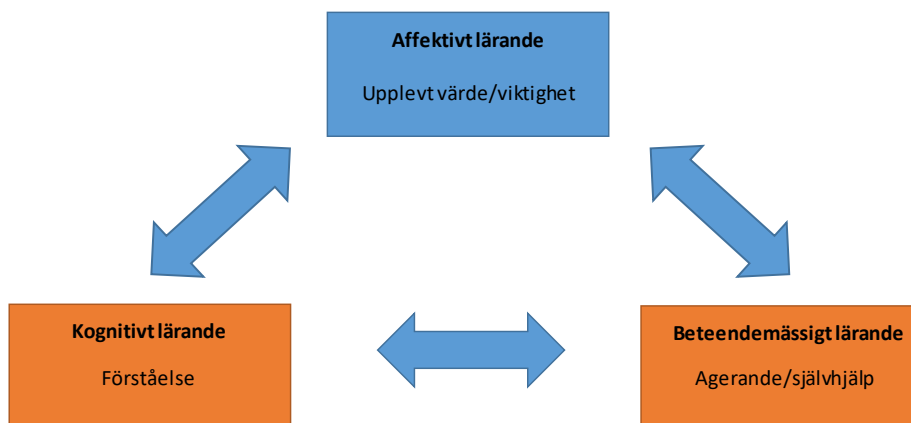 Affektivt lärande
Upplevt värde/viktighet
Kognitivt lärande
Förståelse
Beteendemässigt lärande
Agerande/självhjälp